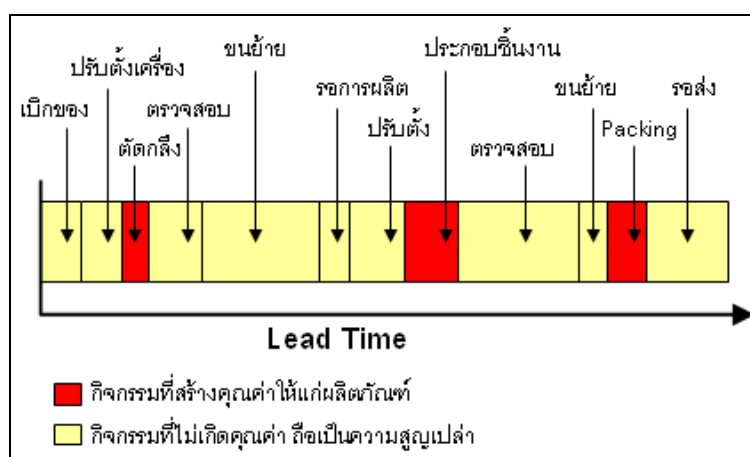 เบิกของ
ปรับตั้งเครื่อง
ตัดกลึง
ตรวจสอบ
ขนย้าย
รอการผลิต
ปรับตั้ง
ประกอบชิ้นงาน
ตรวจสอบ
ขนย้าย
Packing
รอส่ง
Lead Time
กิจกรรมที่สร้างคุณค่าให้แก่ผลิตภัณฑ์
กิจกรรมที่ไม่เกิดคุณค่า ถือเป็นความสูญเปล่า